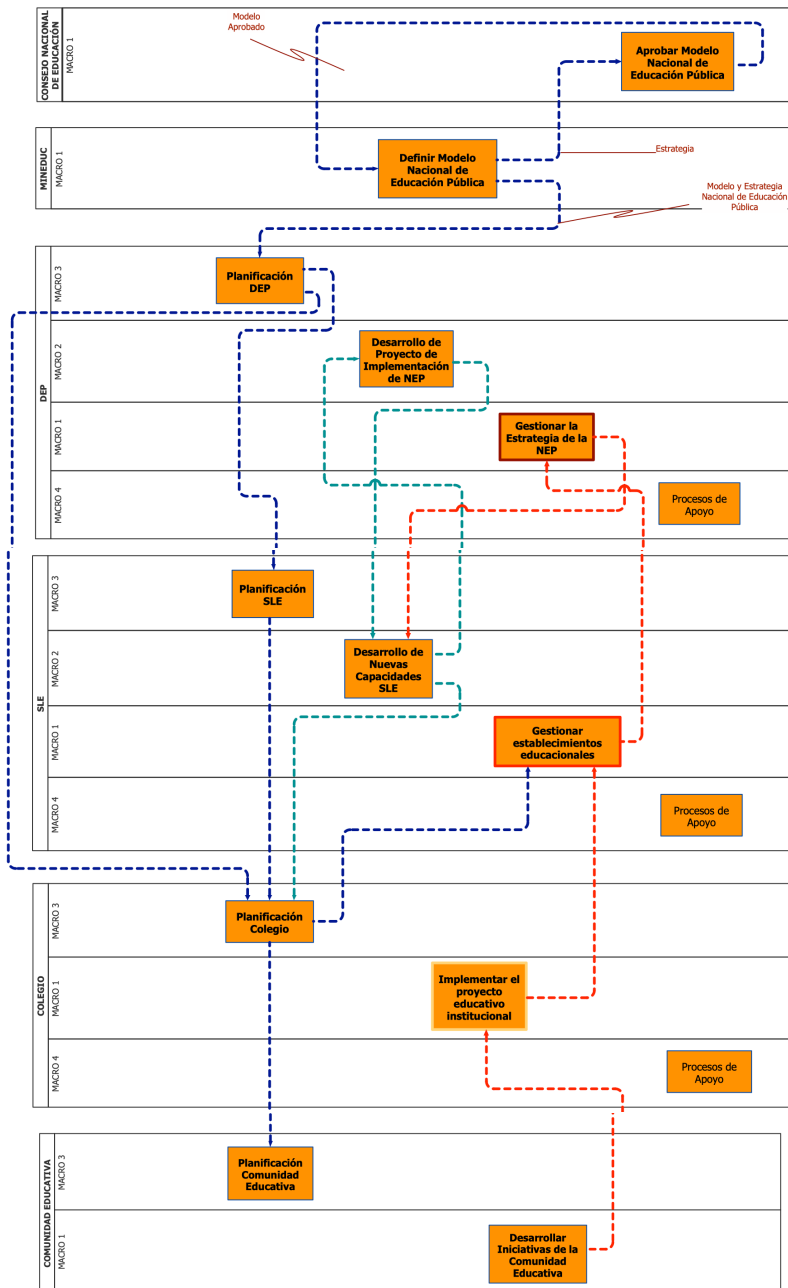 CONSEJO NACIONAL
DE EDUCACIÓN
MACRO 1
Modelo
Aprobado
Aprobar Modelo
Nacional de
Educación Pública
MINEDUC
MACRO 1
Definir Modelo
Nacional de
Educación Pública
Estrategia
Modelo y Estrategia
Nacional de Educación
Pública
DEP
MACRO 3
Planificación
DEP
MACRO 2
Desarrollo de
Proyecto de
Implementación
de NEP
MACRO 1
Gestionar la
Estrategia de la
NEP
MACRO 4
Procesos de
Apoyo
SLE
MACRO 3
Planificación
SLE
MACRO 2
Desarrollo de
Nuevas
Capacidades
SLE
MACRO 1
Gestionar
establecimientos
educacionales
MACRO 4
Procesos de
Apoyo
COLEGIO
MACRO 3
Planificación
Colegio
MACRO 1
Implementar el
proyecto
educativo
institucional
MACRO 4
Procesos de
Apoyo
COMUNIDAD EDUCATIVA
MACRO 3
Planificación
Comunidad
Educativa
MACRO 1
Desarrollar
Iniciativas de la
Comunidad
Educativa